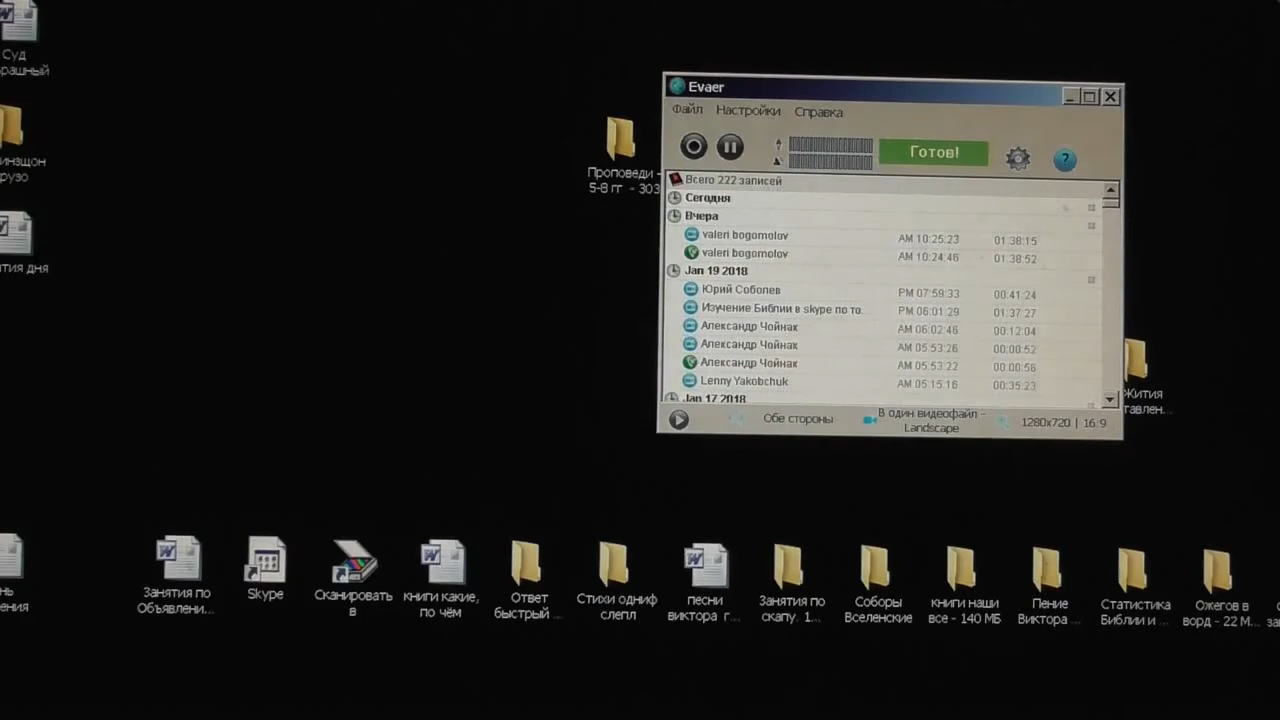 Суд
рашный
инзщон
рузо
тия дня
Проповеди -
5-8 гг - 303
Evaer
Файл Настройки Справка
Готов!
?
Всего 222 записей
Сегодня
Вчера
valeri bogomolov AM 10:25:23 01:38:15
valeri bogomolov AM 10:24:46 01:38:52
Jan 19 2018
Юрий Соболев PM 07:59:33 00:41:24
Изучение Библии в skype по то... PM 06:01:29 01:37:27
Александр Чойнак AM 06:02:46 00:12:04
Александр Чойнак AM 05:53:26 00:00:52
Александр Чойнак AM 05:53:22 00:00:56
Lenny Yakobchuk AM 05:15:16 00:35:23
Jan 17 2018
Обе стороны
В один видеофайл -
Landscape
1280x720 | 16:9
Жития
тавлен...
нь
ения
Занятия по
Объявлени...
Skype
Сканировать
в
книги какие,
по чём
Ответ
быстрый ...
Стихи одниф
слепл
песни
виктора г...
Занятия по
скапу. 1...
Соборы
Вселенские
книги наши
все - 140 МБ
Пение
Виктора ...
Статистика
Библии и ...
Ожегов в
ворд - 22 М...